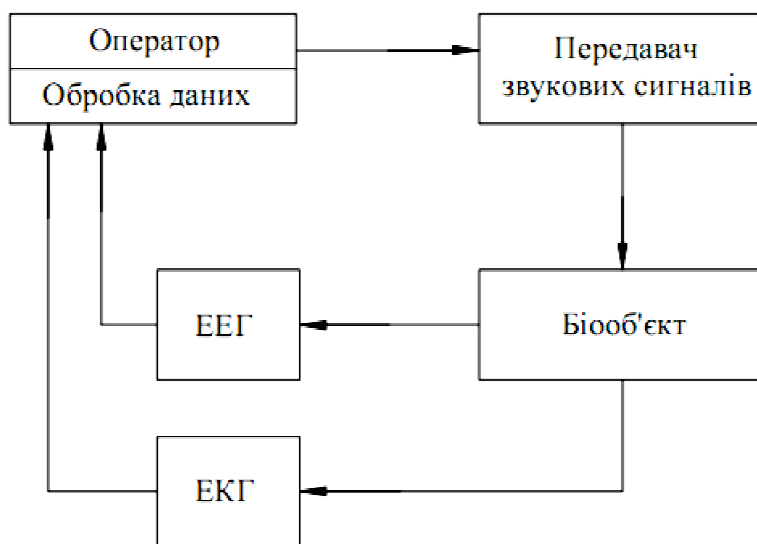 Оператор
Обробка даних
Передавач
звукових сигналів
ЕЕГ
Біооб'єкт
ЕКГ